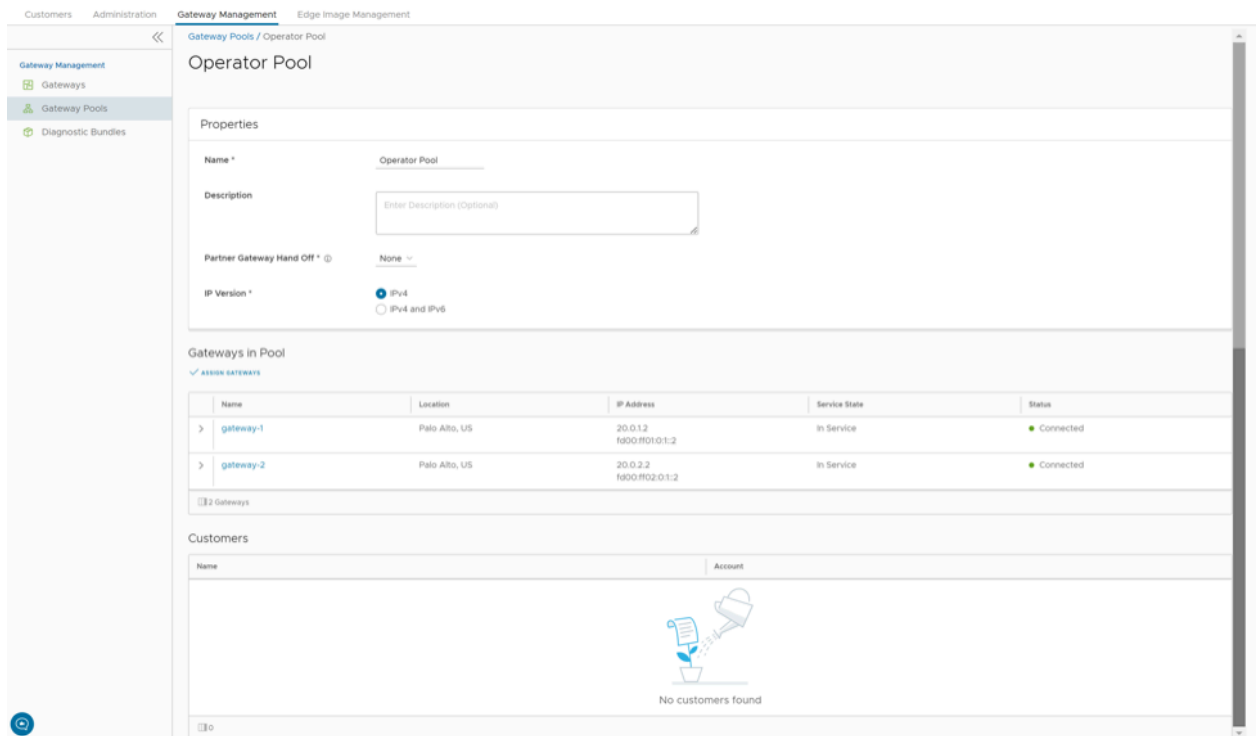 Customers Administration Gateway Management Edge Image Management
Gateway Pools / Operator Pool
Gateway Management
Operator Pool
Gateways
Gateway Pools
Diagnostic Bundles
Properties
Name * Operator Pool
Description
Enter Description (Optional)
Partner Gateway Hand Off * None
IP Version * IPv4
IPv4 and IPv6
Gateways in Pool
ASSIGN GATEWAYS
Name Location IP Address Service State Status
gateway-1 Palo Alto, US 20.0.1.2 In Service Connected
fd00:ff01:0:1::2
gateway-2 Palo Alto, US 20.0.2.2 In Service Connected
fd00:ff02:0:1::2
2 Gateways
Customers
Name Account
No customers found
0